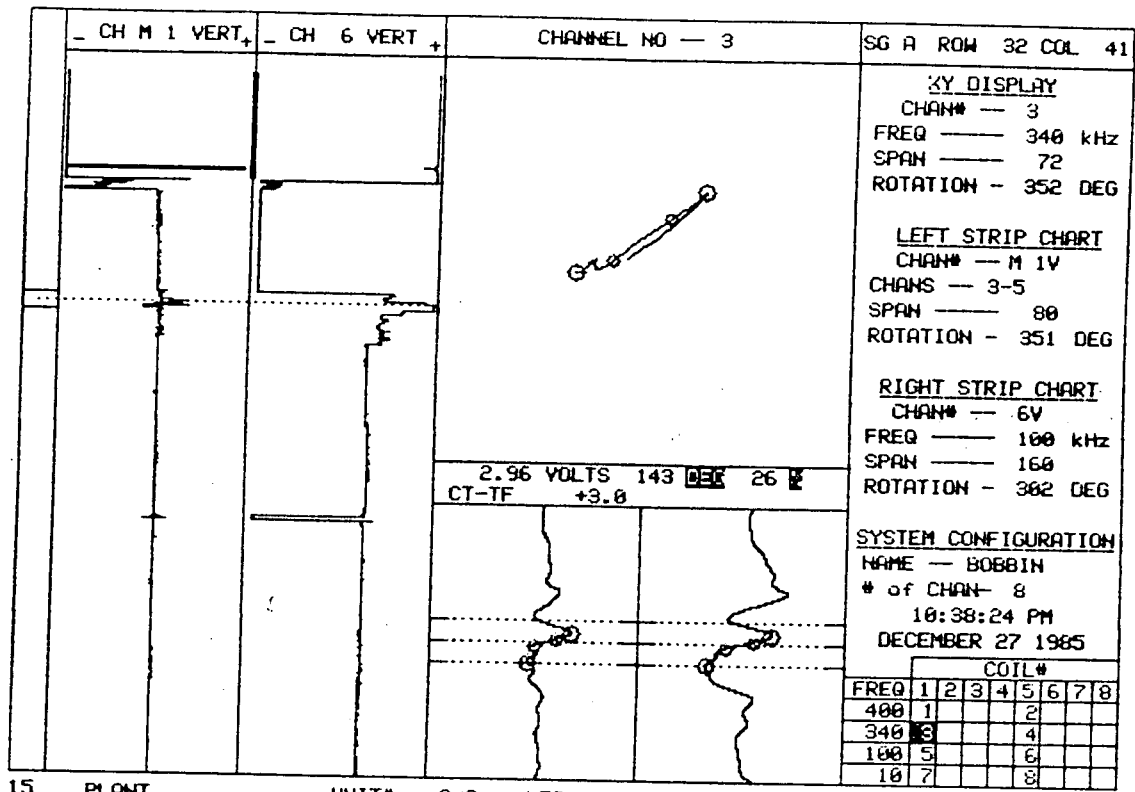 _ CH M 1 VERT + _ CH 6 VERT + CHANNEL NO — 3 SG A ROW 32 COL 41
XY DISPLAY
CHAN# — 3
FREQ —— 340 kHz
SPAN —— 72
ROTATION - 352 DEG
LEFT STRIP CHART
CHAN# — M 1V
CHANS — 3-5
SPAN —— 80
ROTATION - 351 DEG
RIGHT STRIP CHART
CHAN# — 6V
FREQ —— 100 kHz
SPAN —— 160
ROTATION - 302 DEG
2.96 VOLTS 143 DEG 26
CT-TF +3.0
SYSTEM CONFIGURATION
NAME — BOBBIN
# of CHAN- 8
10:38:24 PM
DECEMBER 27 1985
COIL#
FREQ 1 2 3 4 5 6 7 8
400 1 2
340 3 4
100 5 6
10 7 8
15 PLANT UNIT#